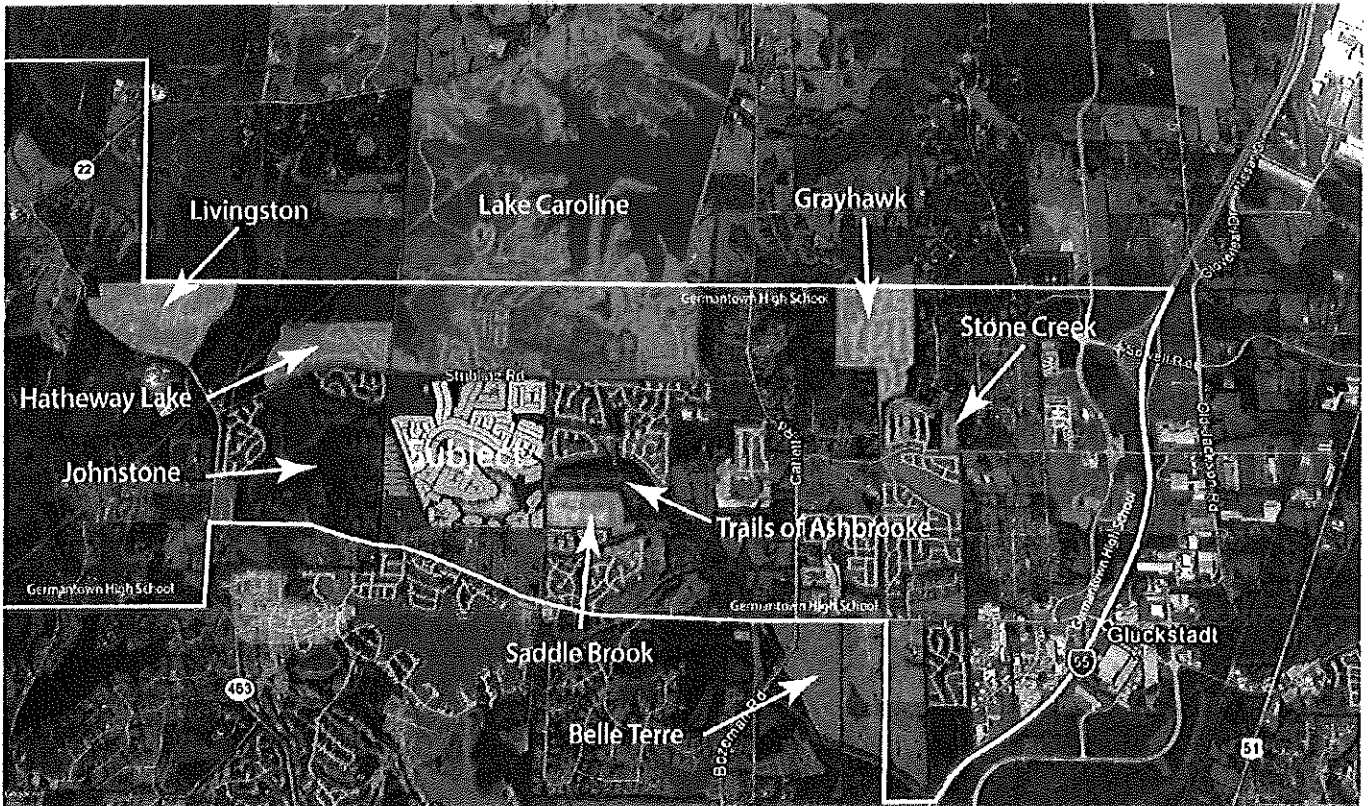 22
Livingston
Lake Caroline
Grayhawk
Germantown High School
Stone Creek
Hatheway Lake
Stribling Rd
Sowell Rd
Johnstone
Subject
Catlett Rd
Trails of Ashbrooke
Germantown High School
Germantown High School
Germantown High School
Saddle Brook
Gluckstadt
55
463
Belle Terre
Bozeman Rd
51